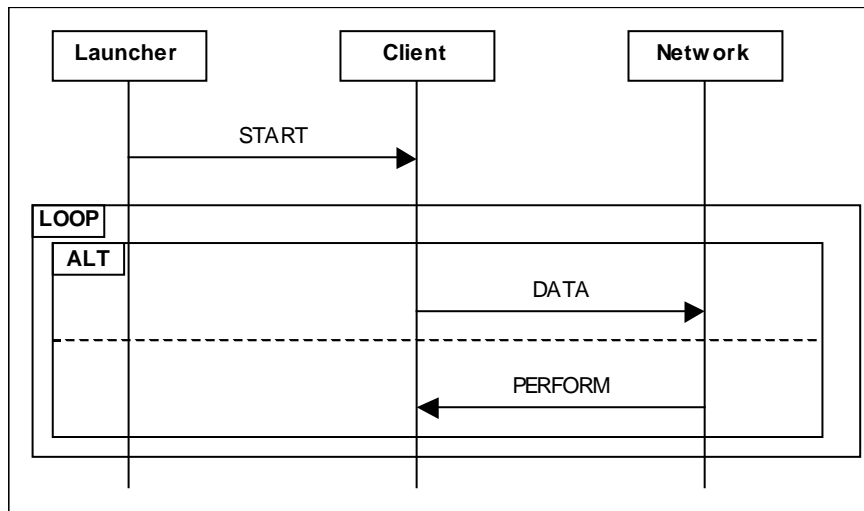 Launcher
Client
Network
START
LOOP
ALT
DATA
PERFORM